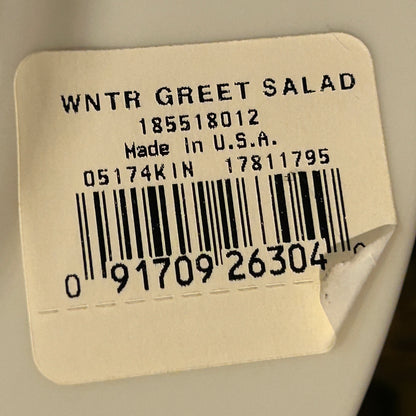 WNTR GREET SALAD
185518012
Made In U.S.A.
05174KIN 17811795
0 91709 26304